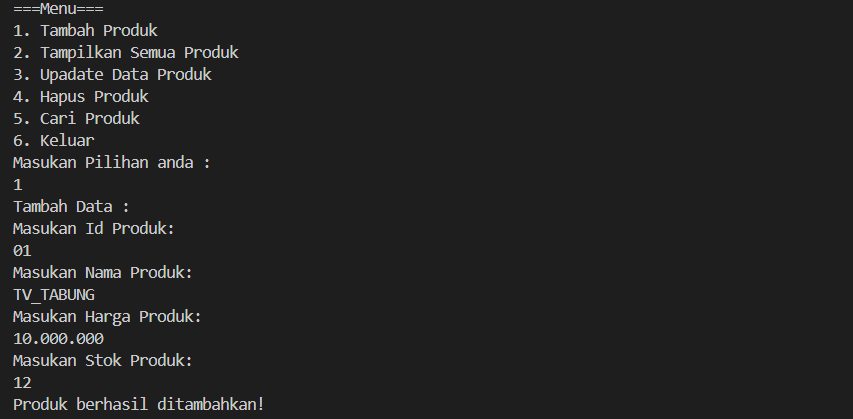 ===Menu===
1. Tambah Produk
2. Tampilkan Semua Produk
3. Upadate Data Produk
4. Hapus Produk
5. Cari Produk
6. Keluar
Masukan Pilihan anda :
1
Tambah Data :
Masukan Id Produk:
01
Masukan Nama Produk:
TV_TABUNG
Masukan Harga Produk:
10.000.000
Masukan Stok Produk:
12
Produk berhasil ditambahkan!